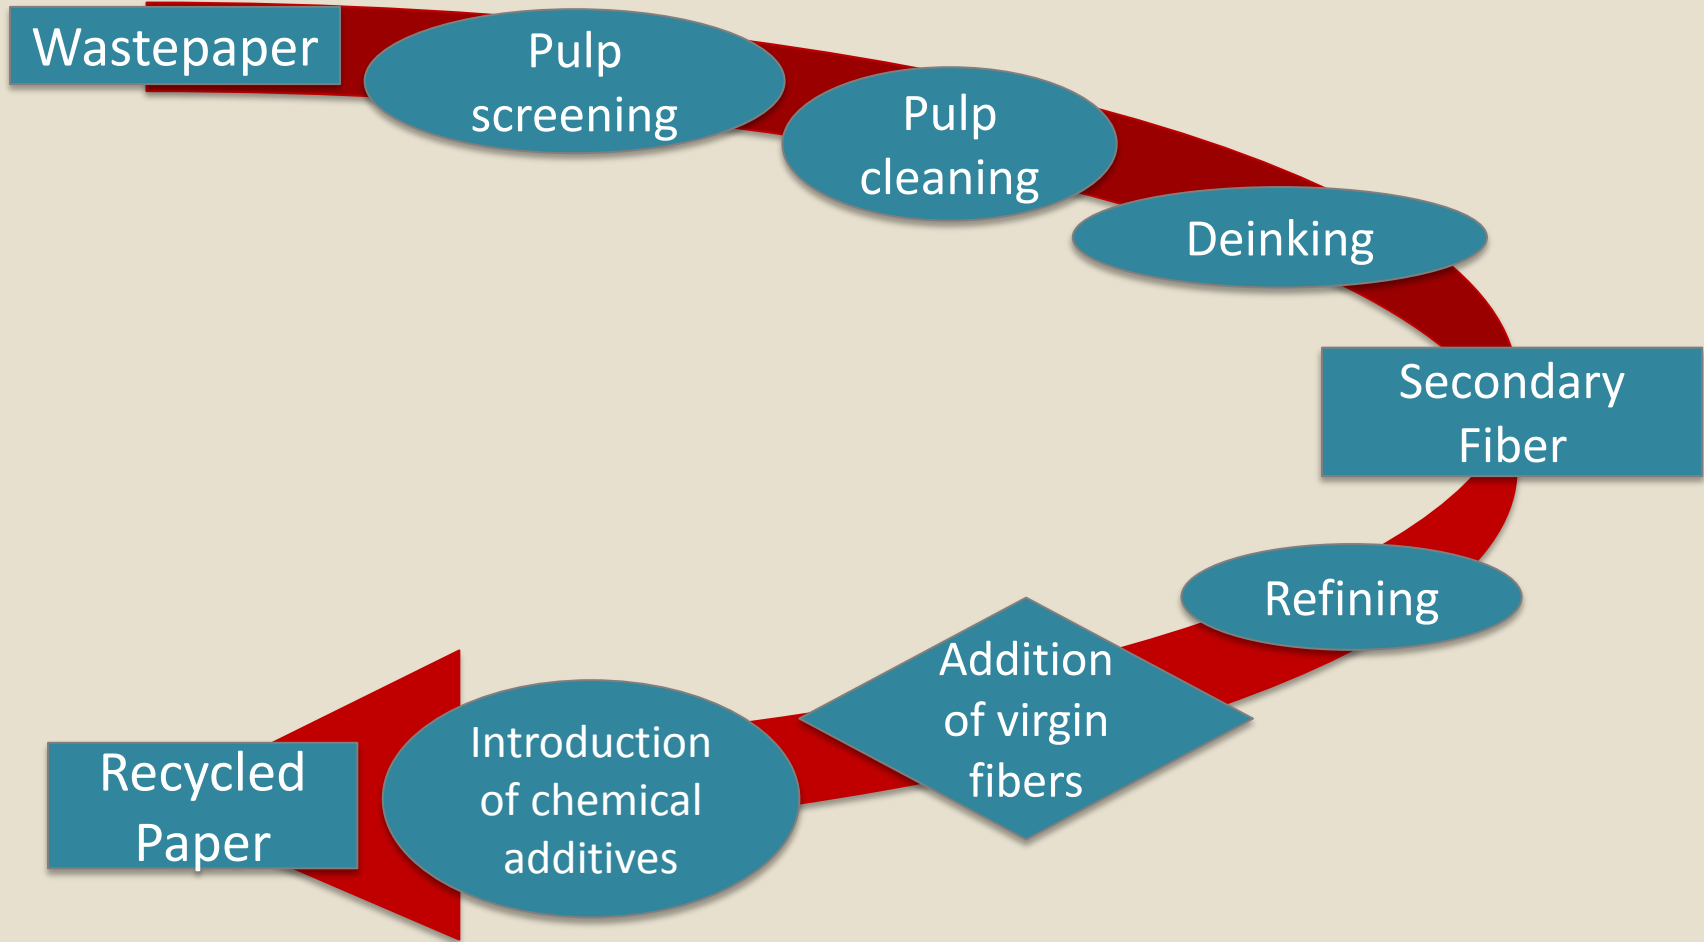 Wastepaper
Pulp
screening
Pulp
cleaning
Deinking
Secondary
Fiber
Refining
Addition
of virgin
fibers
Introduction
of chemical
additives
Recycled
Paper